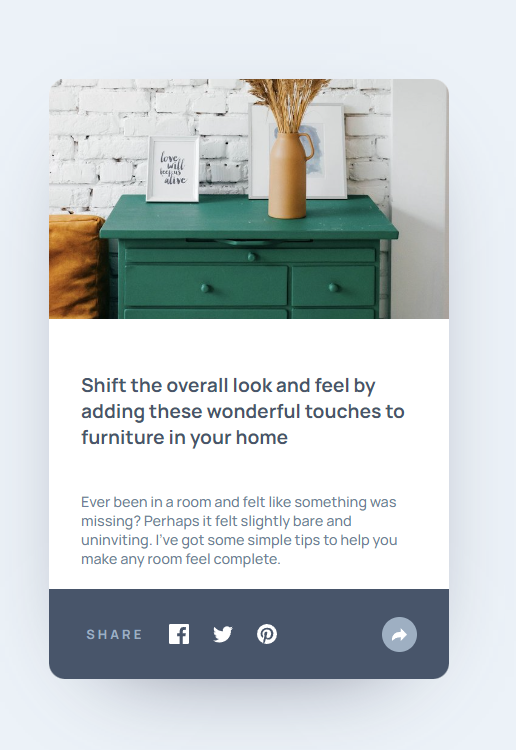 love
will
keep us
alive
Shift the overall look and feel by
adding these wonderful touches to
furniture in your home
Ever been in a room and felt like something was
missing? Perhaps it felt slightly bare and
uninviting. I've got some simple tips to help you
make any room feel complete.
SHARE